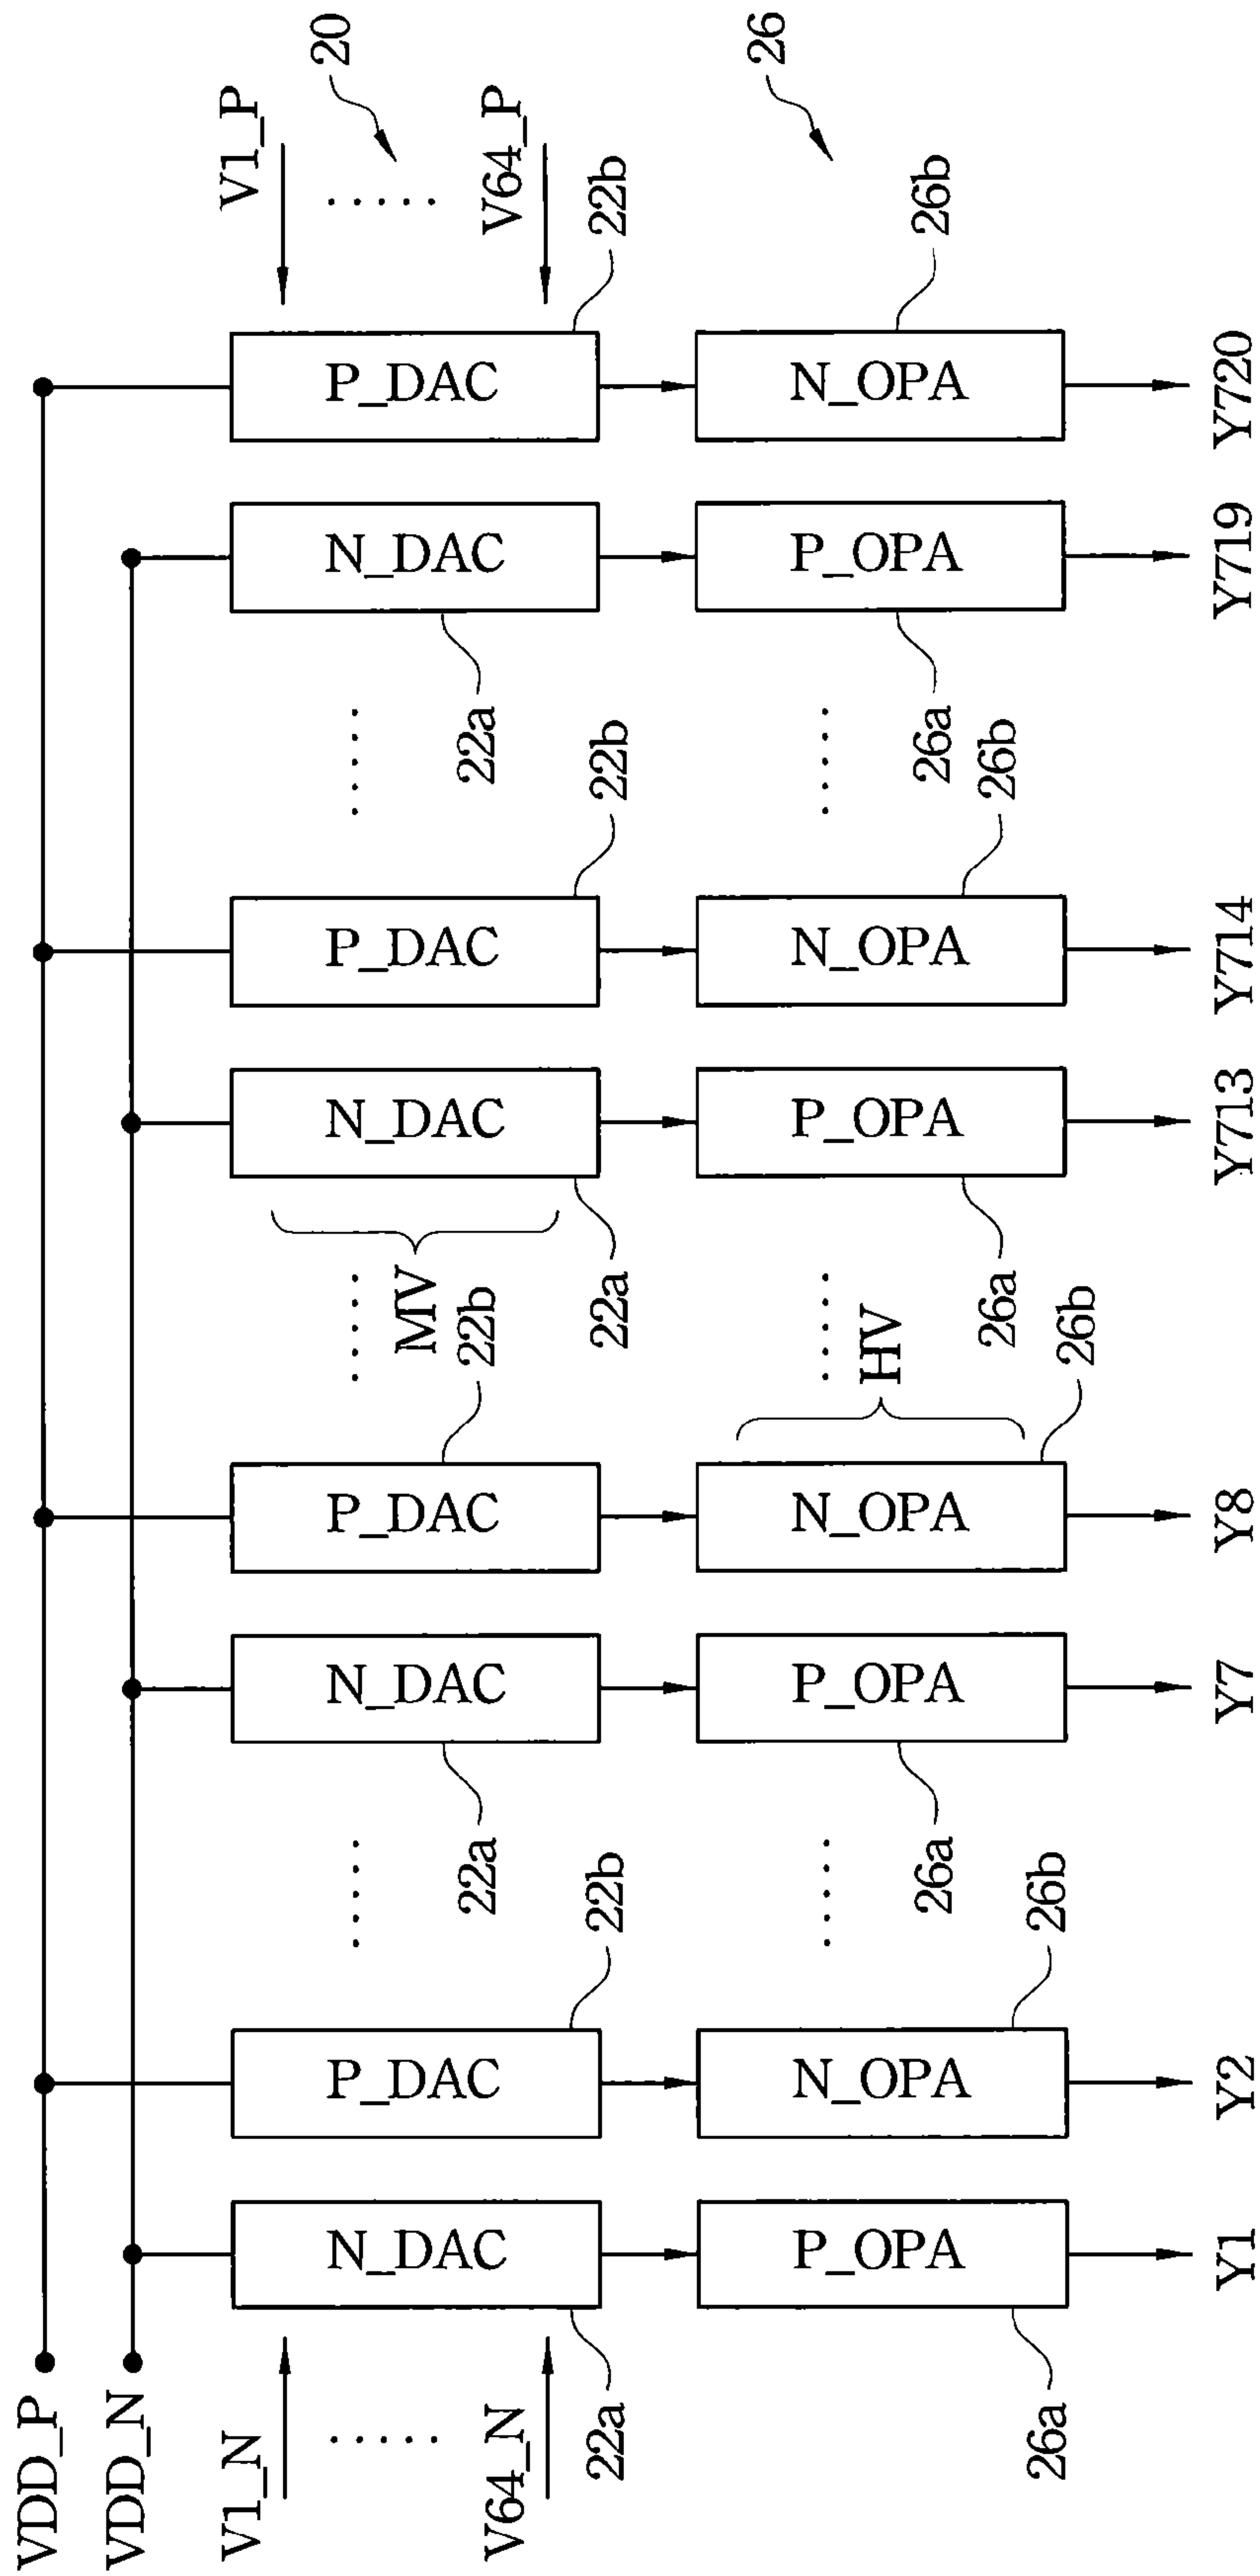 VDD_P
VDD_N
V1_N
.....
V64_N
V1_P
.....
V64_P
20
26
N_DAC P_DAC ..... N_DAC P_DAC ..... N_DAC P_DAC ..... N_DAC P_DAC
22a 22b 22a 22b 22a 22b 22a 22b
MV
P_OPA N_OPA ..... P_OPA N_OPA ..... P_OPA N_OPA ..... P_OPA N_OPA
26a 26b 26a 26b 26a 26b 26a 26b
HV
Y1 Y2 Y7 Y8 Y713 Y714 Y719 Y720